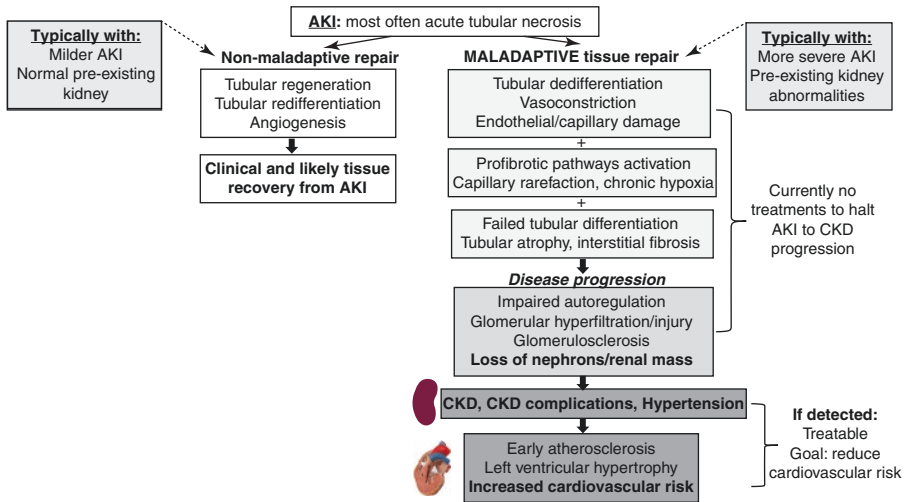 AKI: most often acute tubular necrosis
Typically with:
Milder AKI
Normal pre-existing
kidney
Non-maladaptive repair
Tubular regeneration
Tubular redifferentiation
Angiogenesis
Clinical and likely tissue
recovery from AKI
MALADAPTIVE tissue repair
Typically with:
More severe AKI
Pre-existing kidney
abnormalities
Tubular dedifferentiation
Vasoconstriction
Endothelial/capillary damage
+
Profibrotic pathways activation
Capillary rarefaction, chronic hypoxia
+
Failed tubular differentiation
Tubular atrophy, interstitial fibrosis
Disease progression
Impaired autoregulation
Glomerular hyperfiltration/injury
Glomerulosclerosis
Loss of nephrons/renal mass
Currently no
treatments to halt
AKI to CKD
progression
CKD, CKD complications, Hypertension
Early atherosclerosis
Left ventricular hypertrophy
Increased cardiovascular risk
If detected:
Treatable
Goal: reduce
cardiovascular risk